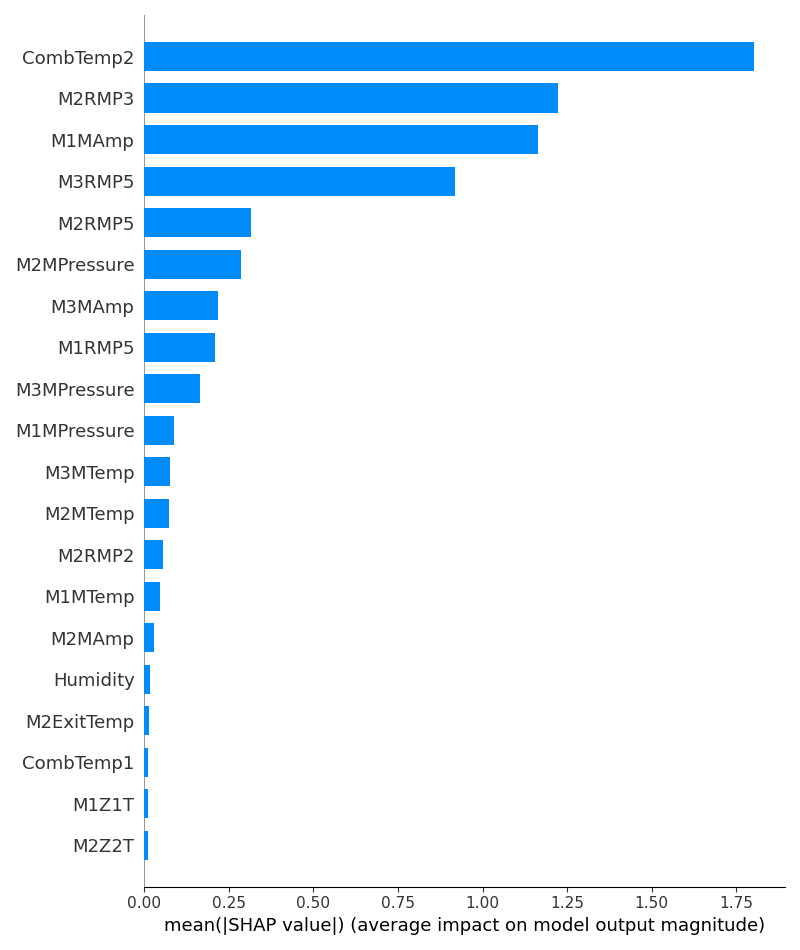 CombTemp2
M2RMP3
M1MAmp
M3RMP5
M2RMP5
M2MPressure
M3MAmp
M1RMP5
M3MPressure
M1MPressure
M3MTemp
M2MTemp
M2RMP2
M1MTemp
M2MAmp
Humidity
M2ExitTemp
CombTemp1
M1Z1T
M2Z2T
0.00 0.25 0.50 0.75 1.00 1.25 1.50 1.75
mean(|SHAP value|) (average impact on model output magnitude)